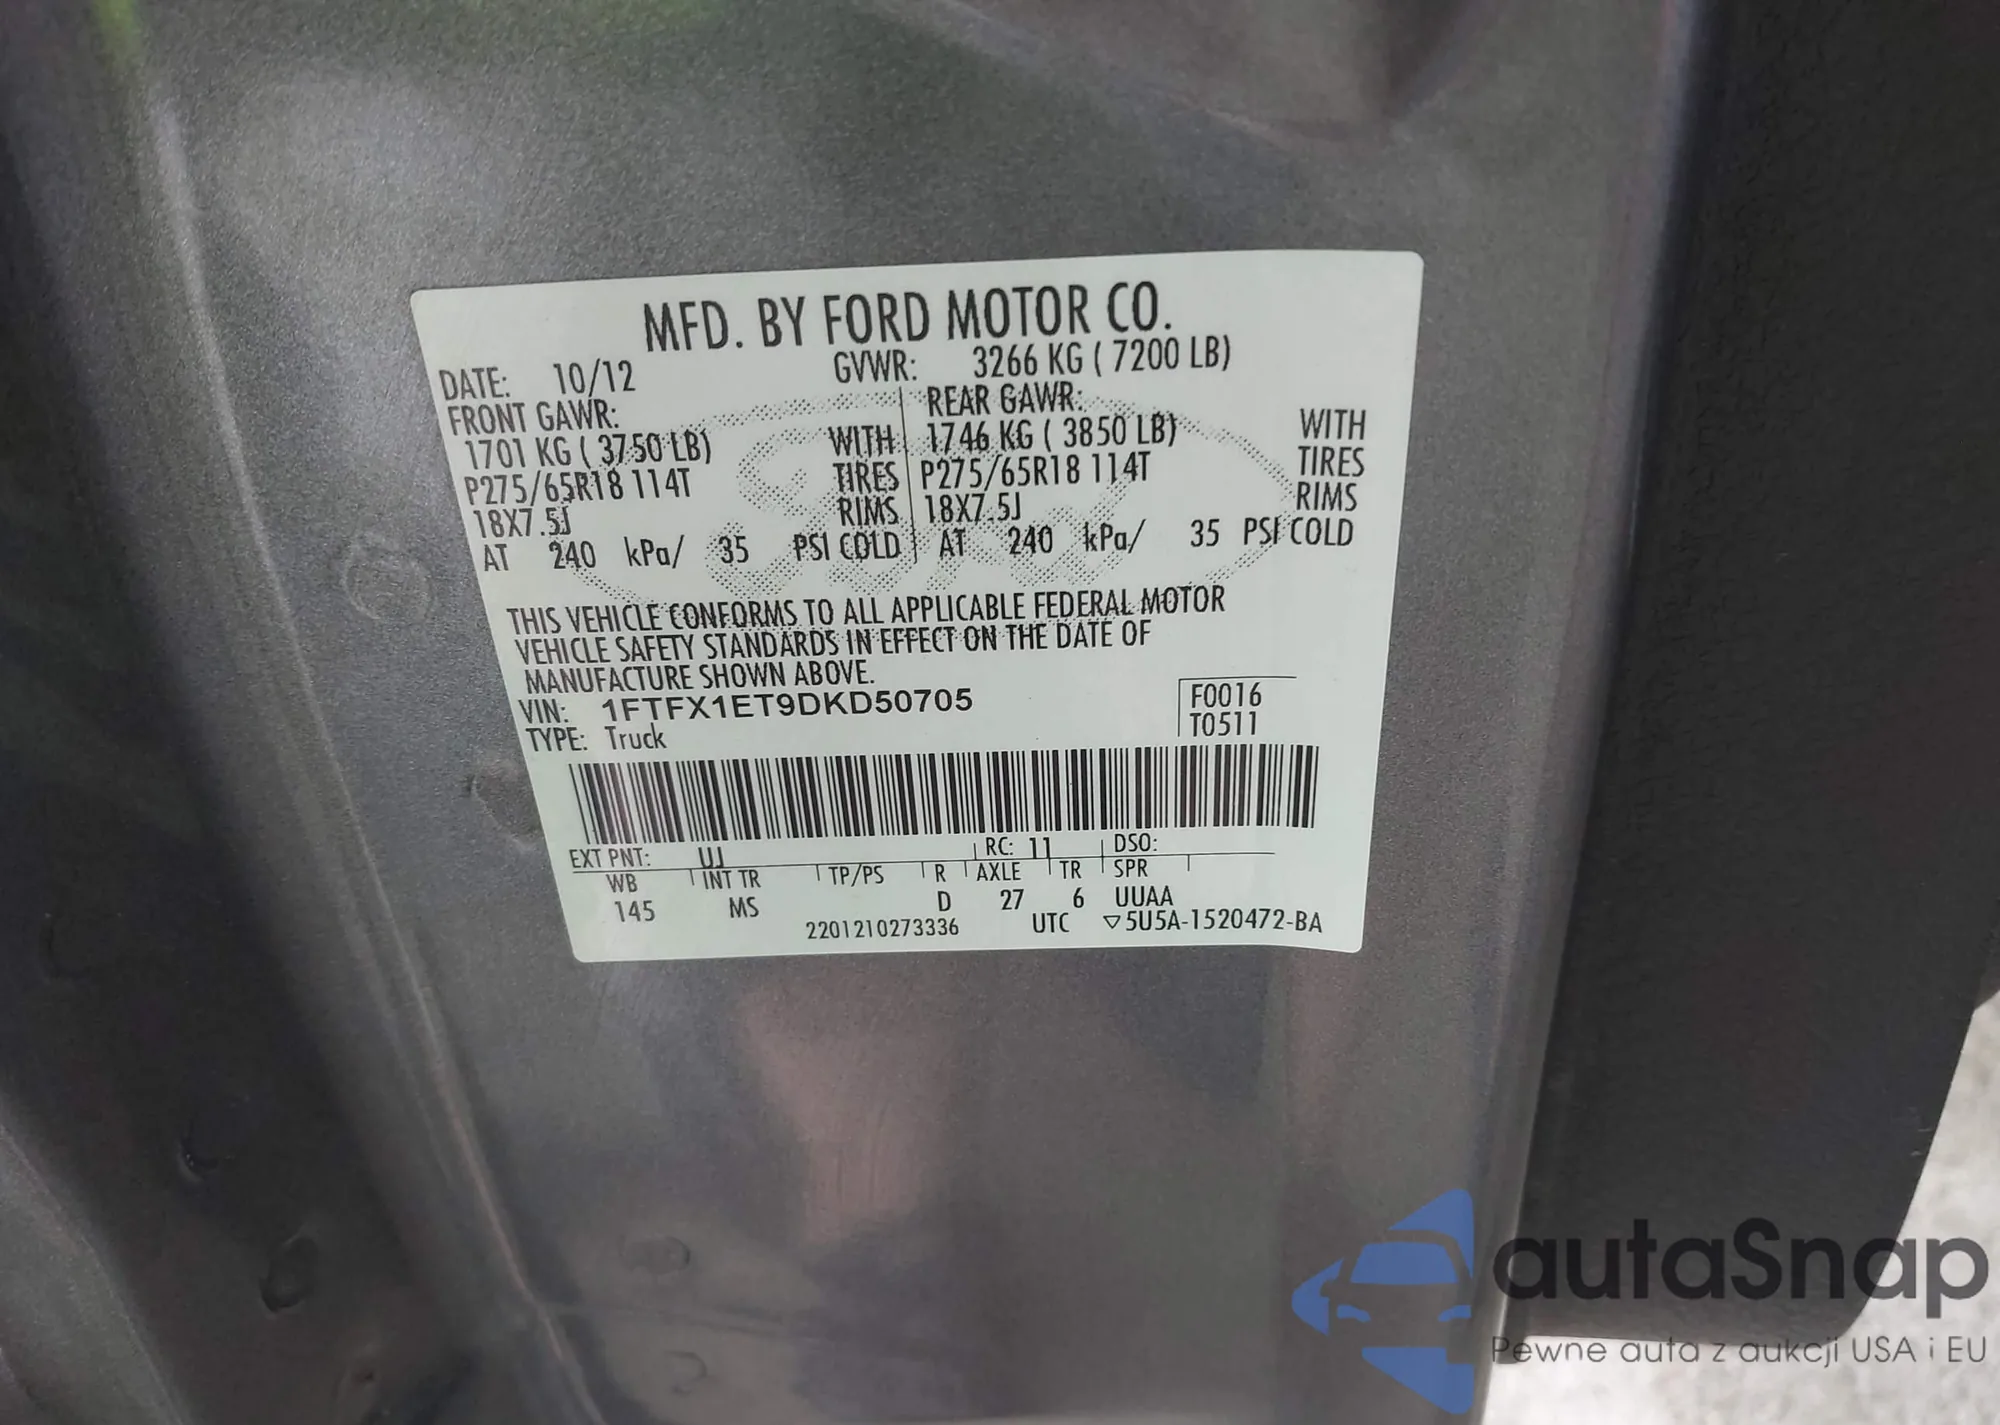 MFD. BY FORD MOTOR CO.
DATE: 10/12 GVWR: 3266 KG ( 7200 LB)
FRONT GAWR: REAR GAWR:
1701 KG ( 3750 LB) WITH 1746 KG ( 3850 LB) WITH
P275/65R18 114T TIRES P275/65R18 114T TIRES
18X7.5J RIMS 18X7.5J RIMS
AT 240 kPa/ 35 PSI COLD AT 240 kPa/ 35 PSI COLD
THIS VEHICLE CONFORMS TO ALL APPLICABLE FEDERAL MOTOR
VEHICLE SAFETY STANDARDS IN EFFECT ON THE DATE OF
MANUFACTURE SHOWN ABOVE.
VIN: 1FTFX1ET9DKD50705 F0016
TYPE: Truck T0511
EXT PNT: UJ RC: 11 DSO:
WB INT TR TP/PS R AXLE TR SPR
145 MS D 27 6 UUAA
2201210273336 UTC ▽5U5A-1520472-BA
autaSnap
Pewne auta z aukcji USA i EU